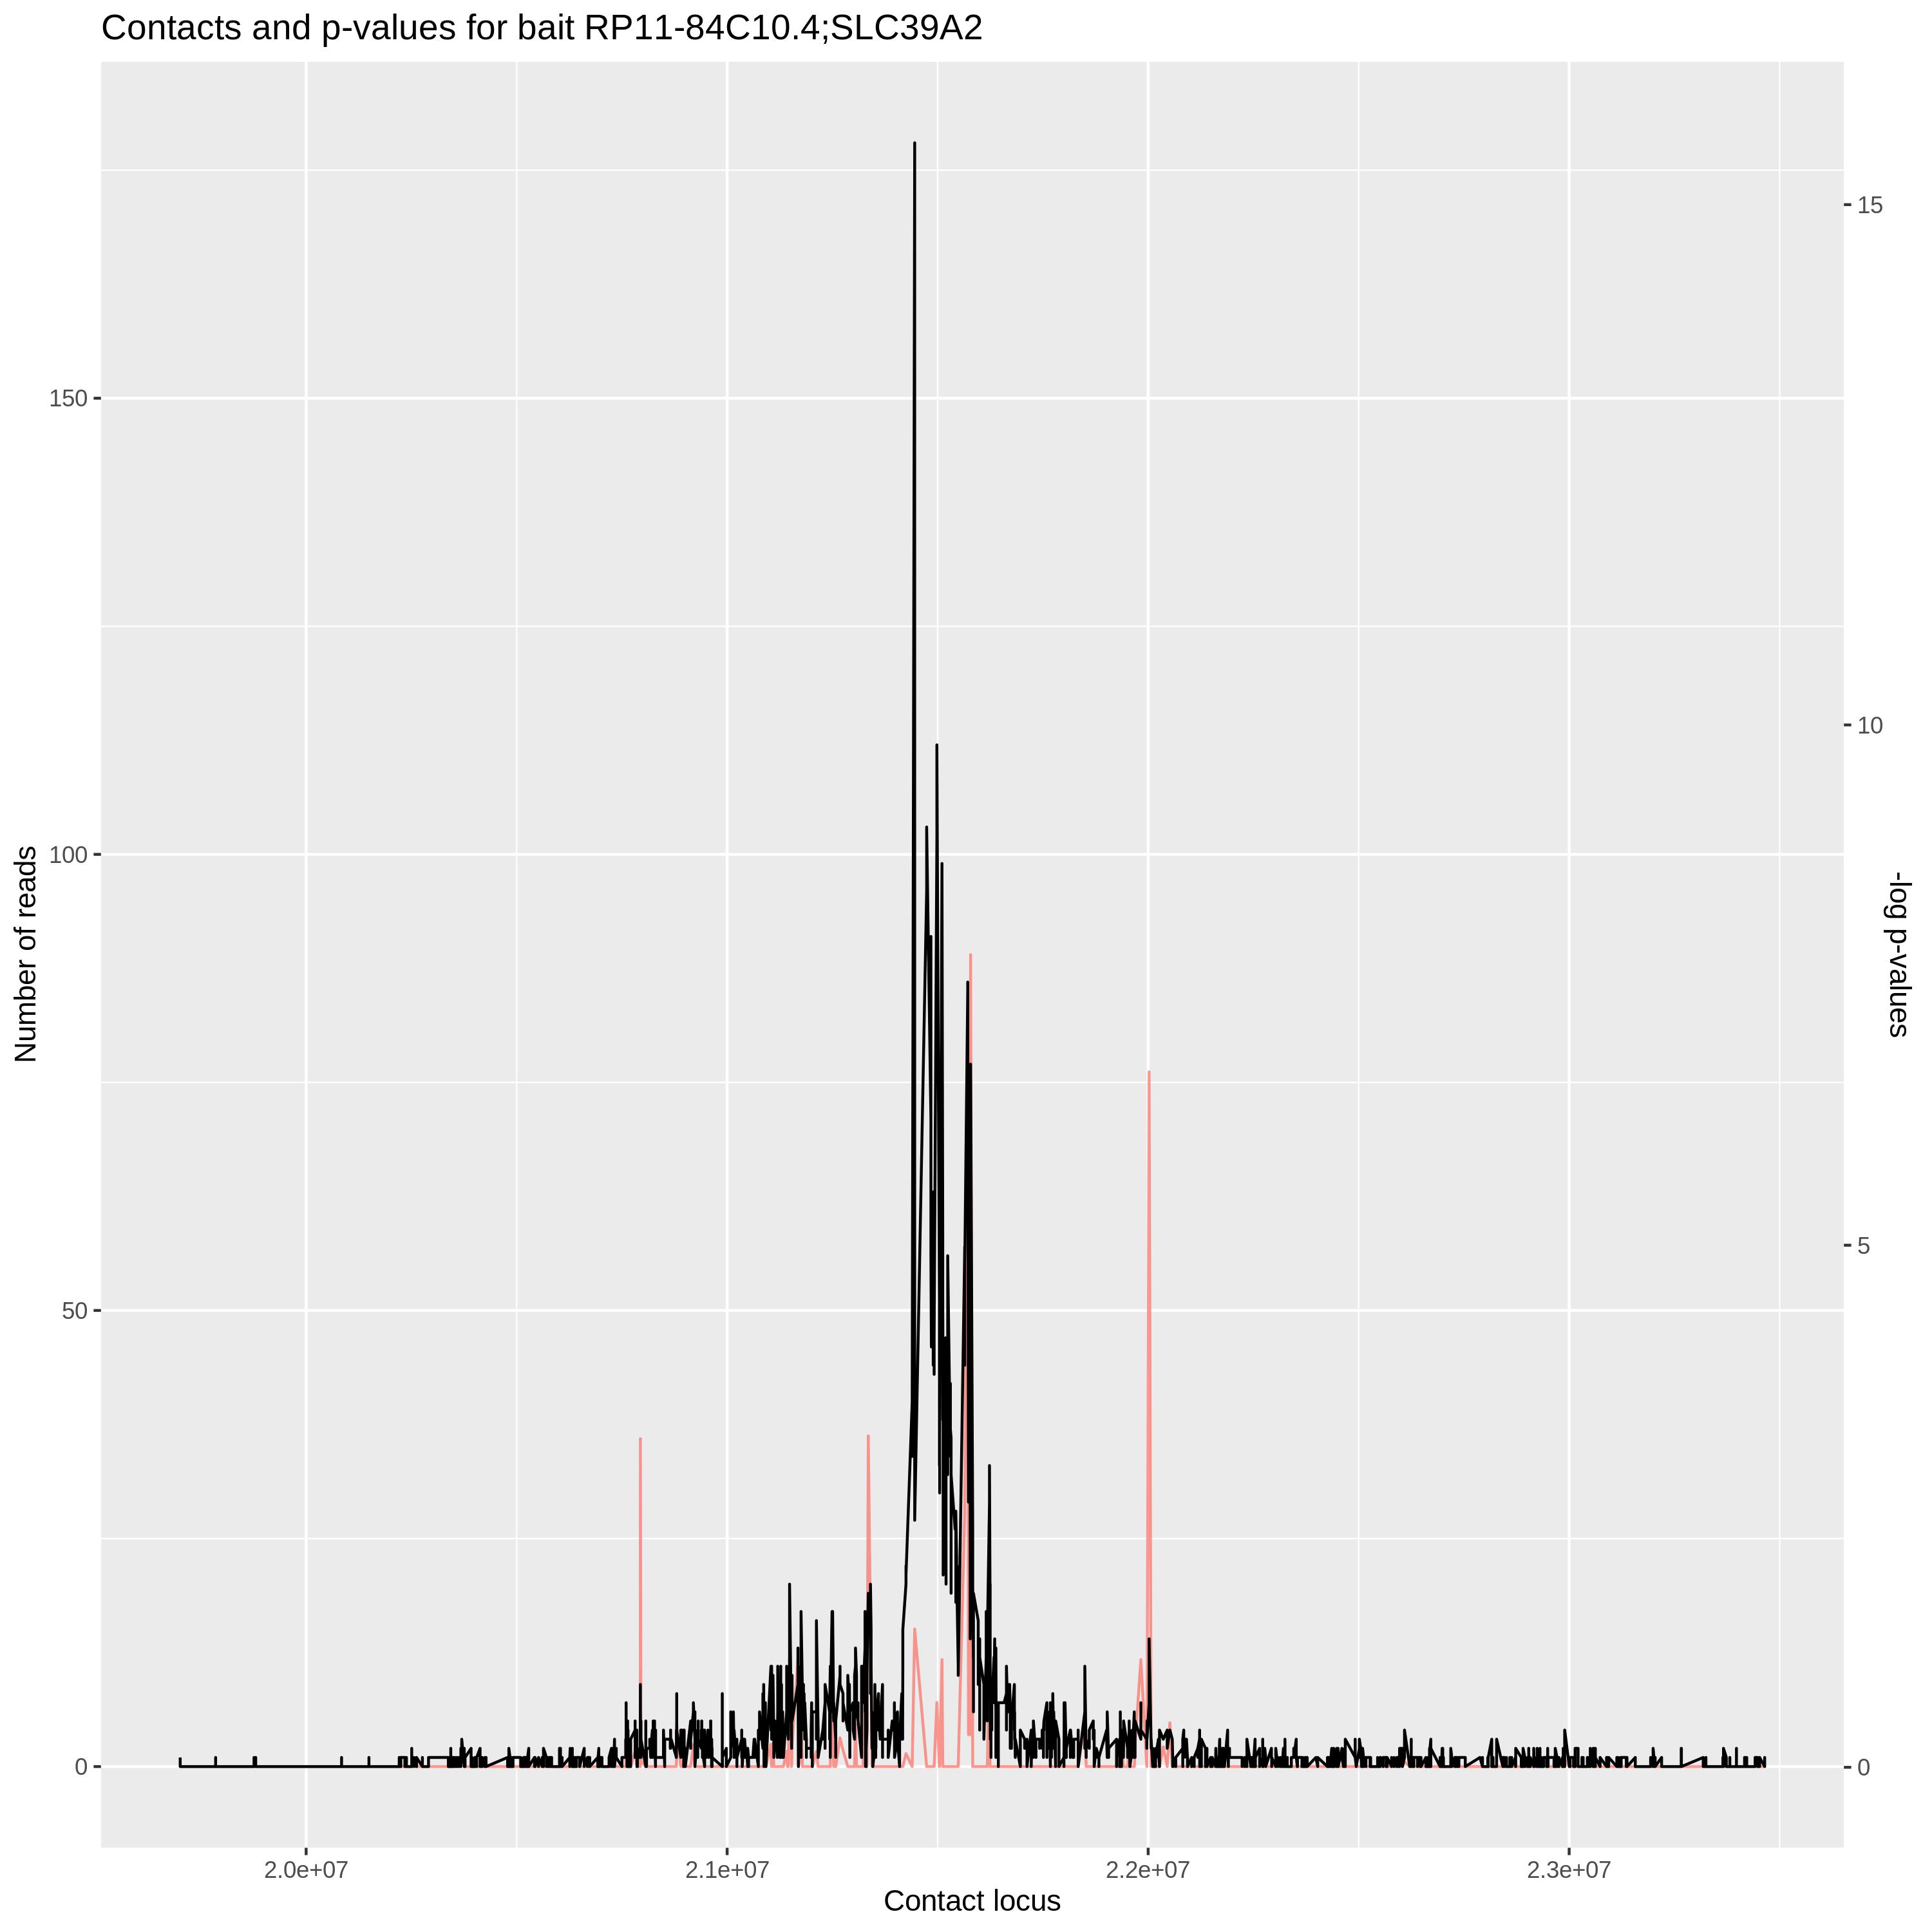 Contacts and p-values for bait RP11-84C10.4;SLC39A2
Number of reads
150
100
50
0
15
10
5
0
-log p-values
2.0e+07
2.1e+07
2.2e+07
2.3e+07
Contact locus